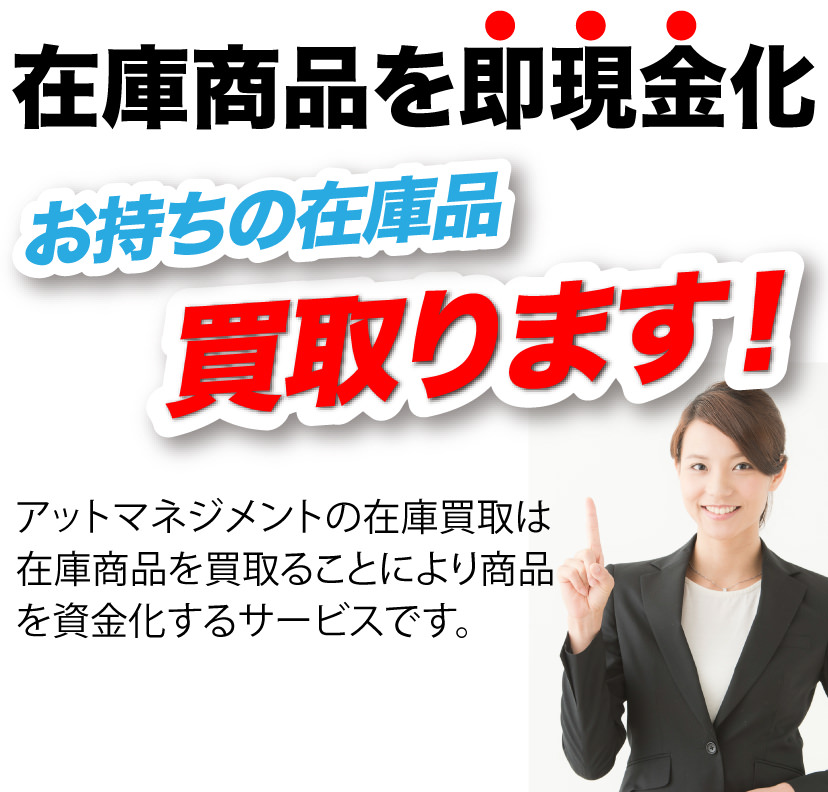 在庫商品を即現金化
お持ちの在庫品
買取ります!
アットマネジメントの在庫買取は
在庫商品を買取ることにより商品
を資金化するサービスです。